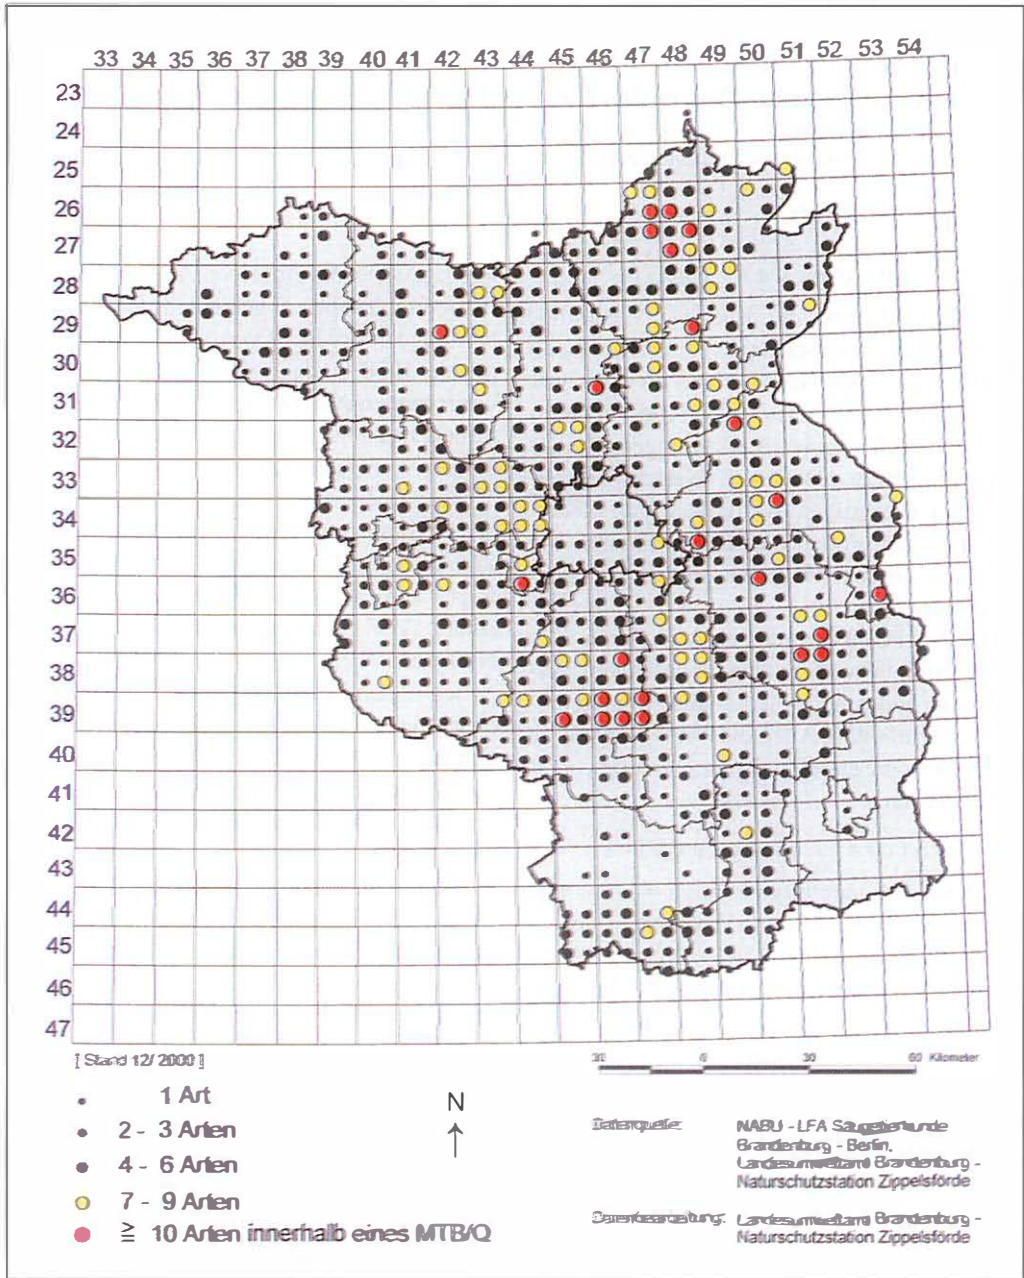 33 34 35 36 37 38 39 40 41 42 43 44 45 46 47 48 49 50 51 52 53 54
23
24
25
26
27
28
29
30
31
32
33
34
35
36
37
38
39
40
41
42
43
44
45
46
47
[ Stand 12/ 2000 ]
30 0 30 60 Kilometer
1 Art
2 - 3 Arten
4 - 6 Arten
7 - 9 Arten
≧ 10 Arten innerhalb eines MTB/Q
N
Datenquelle: NABU - LFA Säugetierkunde
Brandenburg - Berlin,
Landesumweltamt Brandenburg -
Naturschutzstation Zippelsförde
Datenbearbeitung: Landesumweltamt Brandenburg -
Naturschutzstation Zippelsförde